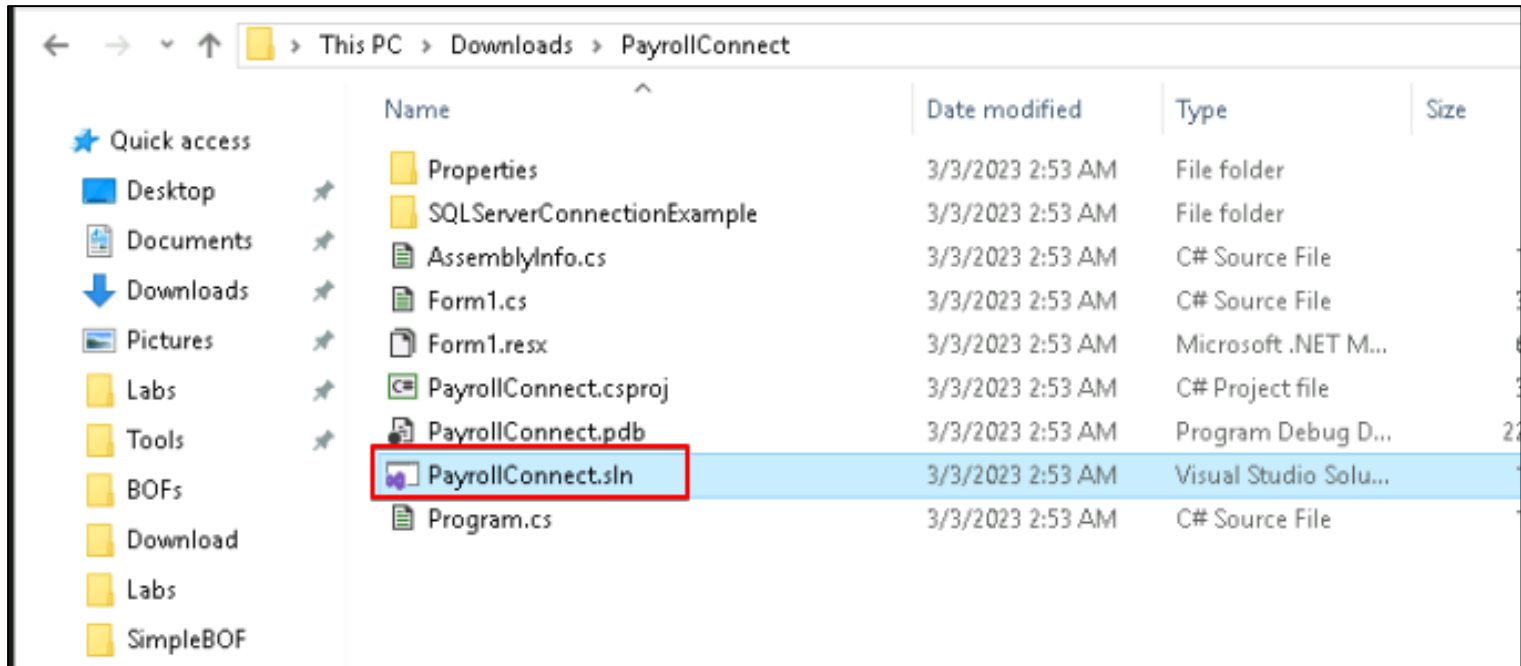 This PC > Downloads > PayrollConnect
Name Date modified Type Size
Quick access
Desktop
Documents
Downloads
Pictures
Labs
Tools
BOFs
Download
Labs
SimpleBOF
Properties 3/3/2023 2:53 AM File folder
SQLServerConnectionExample 3/3/2023 2:53 AM File folder
AssemblyInfo.cs 3/3/2023 2:53 AM C# Source File
Form1.cs 3/3/2023 2:53 AM C# Source File
Form1.resx 3/3/2023 2:53 AM Microsoft .NET M...
PayrollConnect.csproj 3/3/2023 2:53 AM C# Project file
PayrollConnect.pdb 3/3/2023 2:53 AM Program Debug D...
PayrollConnect.sln 3/3/2023 2:53 AM Visual Studio Solu...
Program.cs 3/3/2023 2:53 AM C# Source File